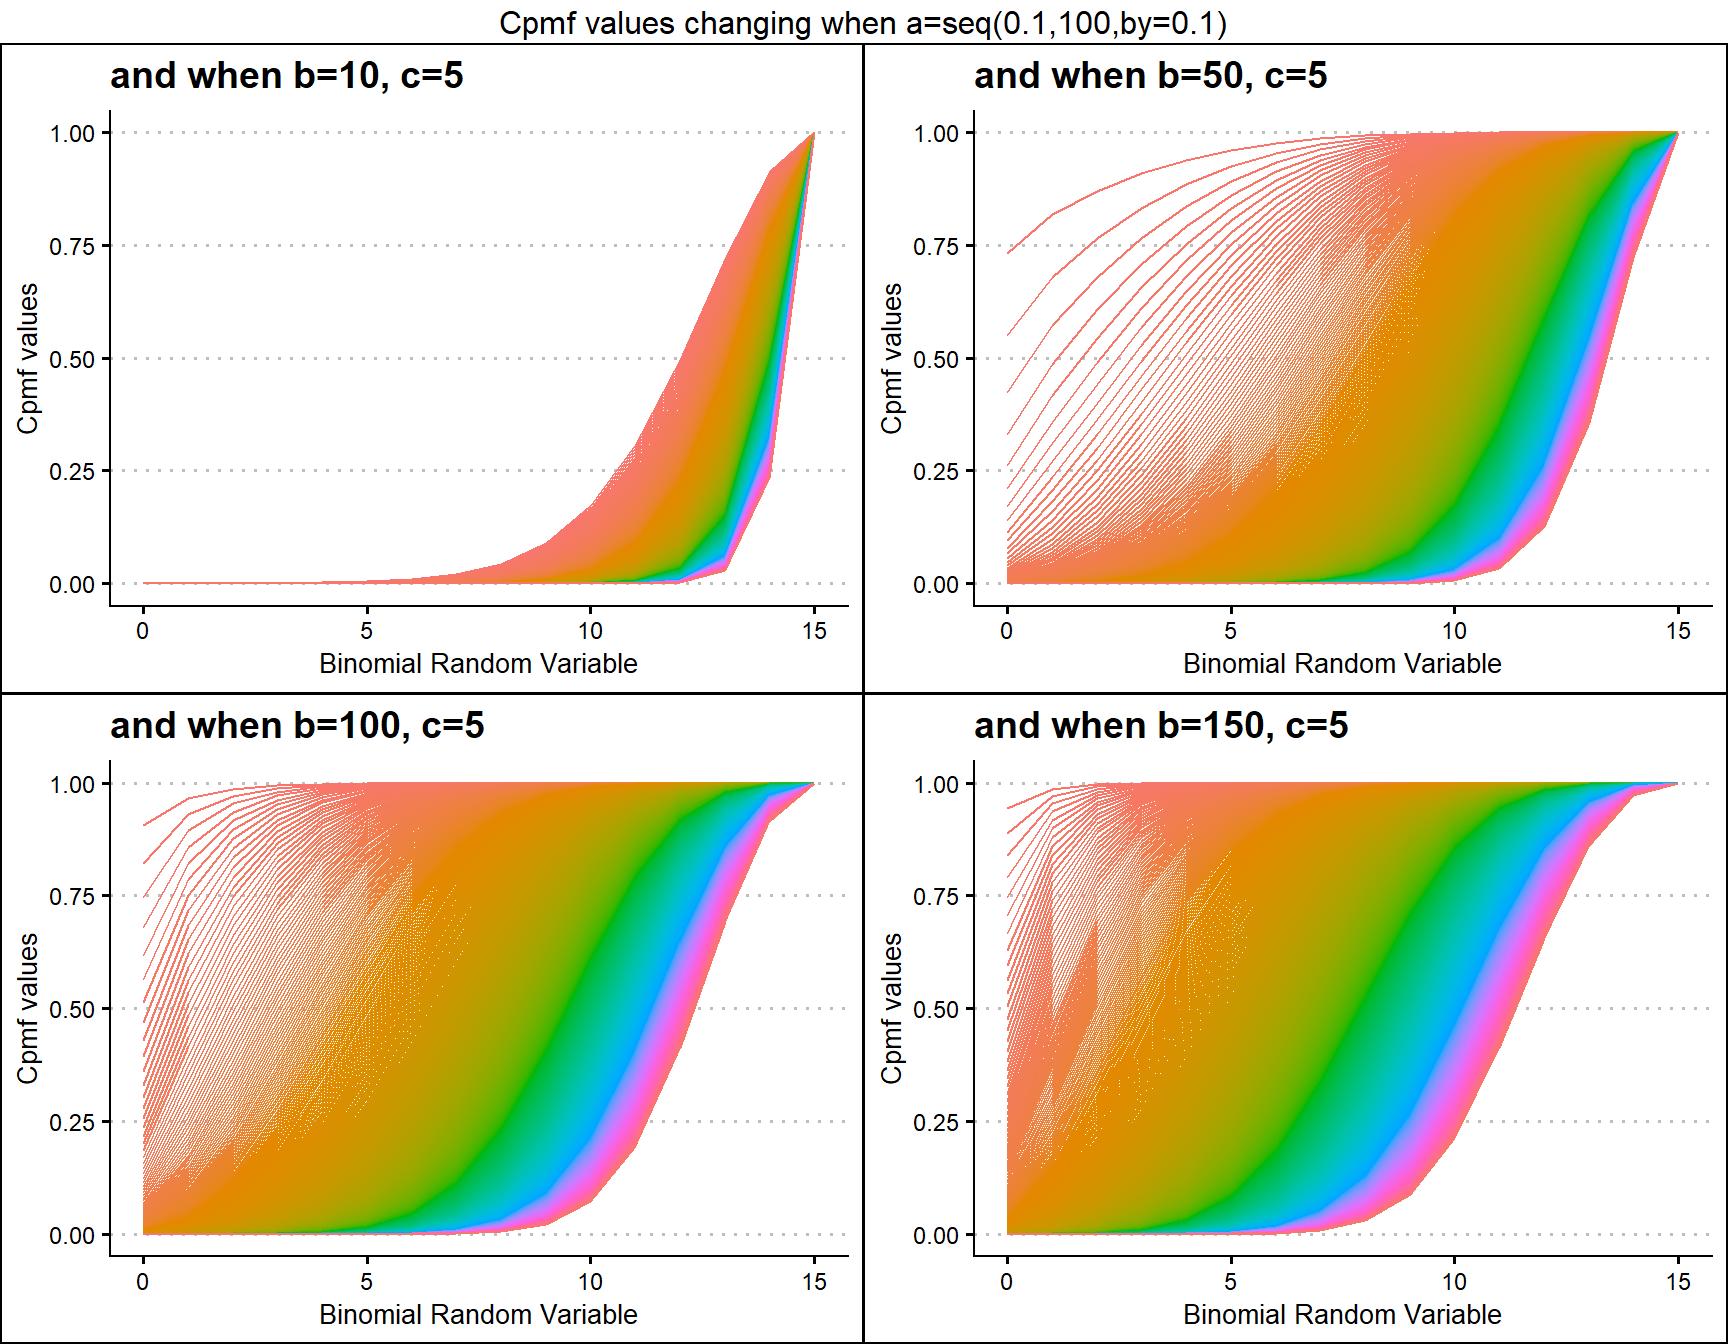 Cpmf values changing when a=seq(0.1,100,by=0.1)
and when b=10, c=5
Cpmf values
1.00
0.75
0.50
0.25
0.00
0 5 10 15
Binomial Random Variable
and when b=50, c=5
Cpmf values
1.00
0.75
0.50
0.25
0.00
0 5 10 15
Binomial Random Variable
and when b=100, c=5
Cpmf values
1.00
0.75
0.50
0.25
0.00
0 5 10 15
Binomial Random Variable
and when b=150, c=5
Cpmf values
1.00
0.75
0.50
0.25
0.00
0 5 10 15
Binomial Random Variable